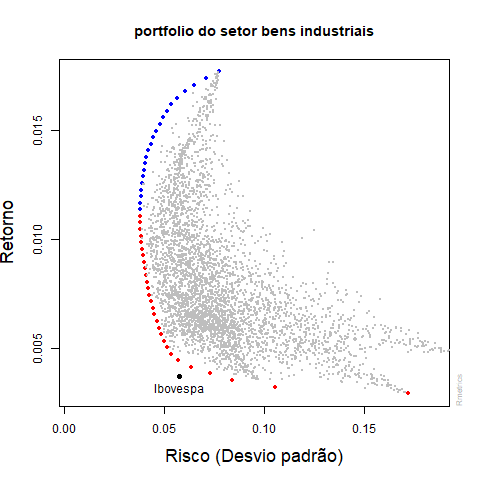 portfolio do setor bens industriais
Retorno
0.015
0.010
0.005
Ibovespa
Rmetrics
0.00
0.05
0.10
0.15
Risco (Desvio padrão)